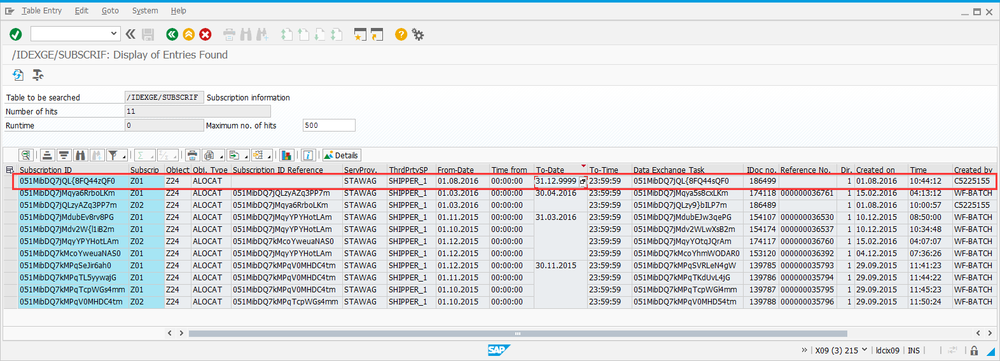 Table Entry Edit Goto System Help
/IDEXGE/SUBSCRIF: Display of Entries Found
Table to be searched /IDEXGE/SUBSCRIF Subscription information
Number of hits 11
Runtime 0 Maximum no. of hits 500
Details
Subscription ID Subscrip Object Obj. Type Subscription ID Reference ServProv. ThrdPrtySP From-Date Time from To-Date To-Time Data Exchange Task IDoc no. Reference No. Dir. Created on Time Created by
051MibDQ7jQL{8FQ44zQF0 Z01 Z24 ALOCAT STAWAG SHIPPER_1 01.08.2016 00:00:00 31.12.9999 23:59:59 051MibDQ7jQL{8FQ44sQF0 186499 1 01.08.2016 10:44:12 C5225155
051MibDQ7jMqya6RrboLKm Z01 Z24 ALOCAT 051MibDQ7jQLzyAZq3PP7m STAWAG SHIPPER_1 01.03.2016 00:00:00 30.04.2016 23:59:59 051MibDQ7jMqya5s8cxLKm 174118 000000036761 1 15.02.2016 04:13:12 WF-BATCH
051MibDQ7jQLzyAZq3PP7m Z02 Z24 ALOCAT 051MibDQ7jMqya6RrboLKm STAWAG SHIPPER_1 01.03.2016 00:00:00 23:59:59 051MibDQ7jQLzy9}bILP7m 186489 1 01.08.2016 10:00:57 C5225155
051MibDQ7jMdubEv8rv8PG Z01 Z24 ALOCAT 051MibDQ7jMqyYPYHotLAm STAWAG SHIPPER_1 01.11.2015 00:00:00 31.03.2016 23:59:59 051MibDQ7jMdubEJw3qePG 154107 000000036530 1 10.12.2015 08:50:00 WF-BATCH
051MibDQ7jMdv2W{l1iB2m Z01 Z24 ALOCAT 051MibDQ7jMqyYPYHotLAm STAWAG SHIPPER_1 01.10.2015 00:00:00 23:59:59 051MibDQ7jMdv2WLwXsB2m 154174 000000036537 1 10.12.2015 10:34:48 WF-BATCH
051MibDQ7jMqyYPYHotLAm Z02 Z24 ALOCAT 051MibDQ7kMcoYweuaNAS0 STAWAG SHIPPER_1 01.12.2015 00:00:00 23:59:59 051MibDQ7jMqyYOtqJQrAm 174117 000000036760 1 15.02.2016 04:07:07 WF-BATCH
051MibDQ7kMcoYweuaNAS0 Z01 Z24 ALOCAT 051MibDQ7jMqyYPYHotLAm STAWAG SHIPPER_1 01.12.2015 00:00:00 23:59:59 051MibDQ7kMcoYhmWODAR0 153120 000000036392 1 04.12.2015 07:36:26 WF-BATCH
051MibDQ7kMPqSeJir6ah0 Z01 Z24 ALOCAT 051MibDQ7kMPqV0MHDC4tm STAWAG SHIPPER_1 01.12.2015 00:00:00 30.11.2015 23:59:59 051MibDQ7kMPqSVRLeN4gW 139785 000000035793 1 29.09.2015 11:41:23 WF-BATCH
051MibDQ7kMPqTL5yywajG Z01 Z24 ALOCAT 051MibDQ7kMPqV0MHDC4tm STAWAG SHIPPER_1 01.11.2015 00:00:00 23:59:59 051MibDQ7kMPqTKdUvL4jG 139786 000000035794 1 29.09.2015 11:44:22 WF-BATCH
051MibDQ7kMPqTcpWGs4mm Z01 Z24 ALOCAT 051MibDQ7kMPqV0MHDC4tm STAWAG SHIPPER_1 01.10.2015 00:00:00 23:59:59 051MibDQ7kMPqTcpWGl4mm 139787 000000035795 1 29.09.2015 11:45:23 WF-BATCH
051MibDQ7kMPqV0MHDC4tm Z02 Z24 ALOCAT 051MibDQ7kMPqTcpWGs4mm STAWAG SHIPPER_1 01.10.2015 00:00:00 23:59:59 051MibDQ7kMPqV0MHD54tm 139788 000000035796 1 29.09.2015 11:50:24 WF-BATCH
SAP X09 (3) 215 ldcix09 INS